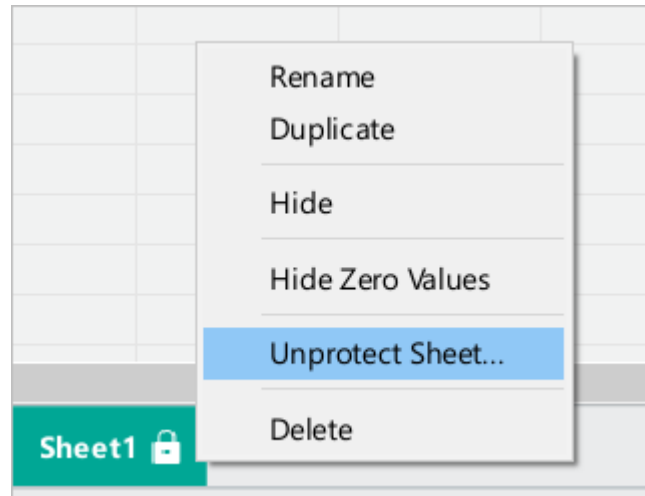 Rename
Duplicate
Hide
Hide Zero Values
Unprotect Sheet...
Delete
Sheet1